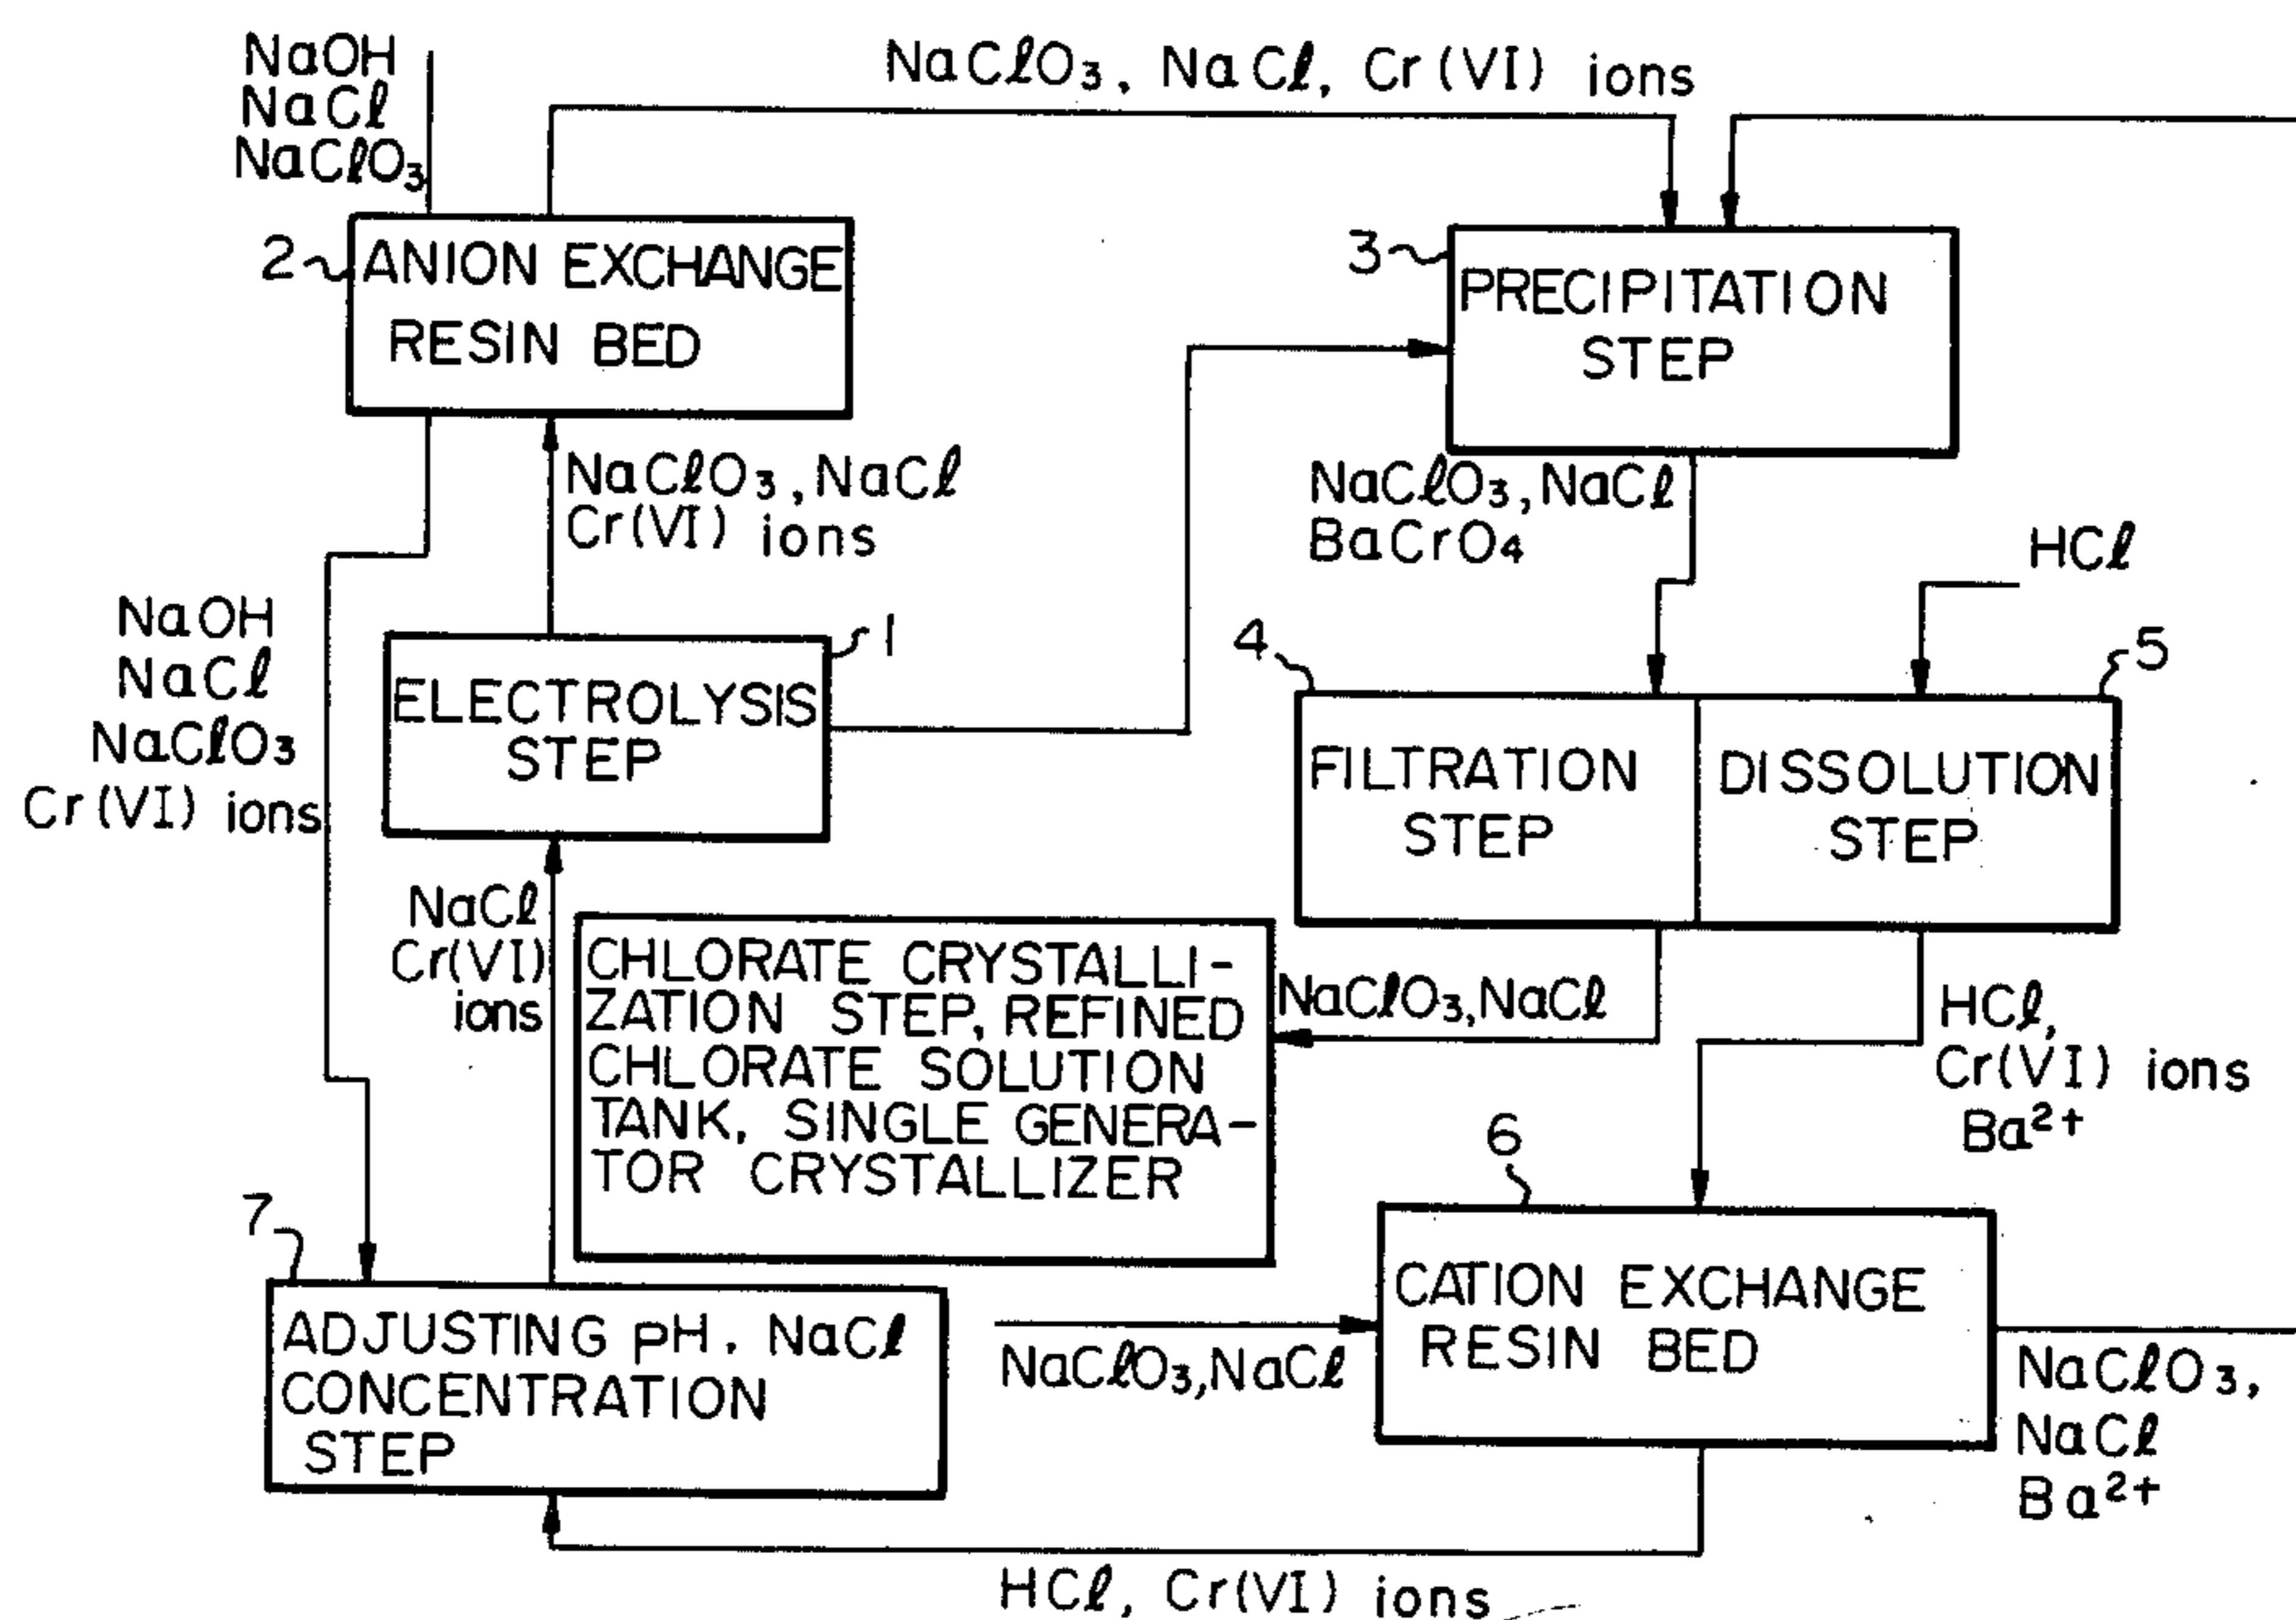 NaOH
NaCl
NaClO₃
NaClO₃, NaCl, Cr(VI) ions
2
ANION EXCHANGE
RESIN BED
3
PRECIPITATION
STEP
NaClO₃, NaCl
Cr(VI) ions
NaClO₃, NaCl
BaCrO₄
HCl
NaOH
NaCl
NaClO₃
Cr(VI) ions
1
ELECTROLYSIS
STEP
4
FILTRATION
STEP
5
DISSOLUTION
STEP
NaCl
Cr(VI)
ions
CHLORATE CRYSTALLI-
ZATION STEP, REFINED
CHLORATE SOLUTION
TANK, SINGLE GENERA-
TOR CRYSTALLIZER
NaClO₃, NaCl
HCl,
Cr(VI) ions
Ba²⁺
6
CATION EXCHANGE
RESIN BED
7
ADJUSTING pH, NaCl
CONCENTRATION
STEP
NaClO₃, NaCl
NaClO₃,
NaCl
Ba²⁺
HCl, Cr(VI) ions